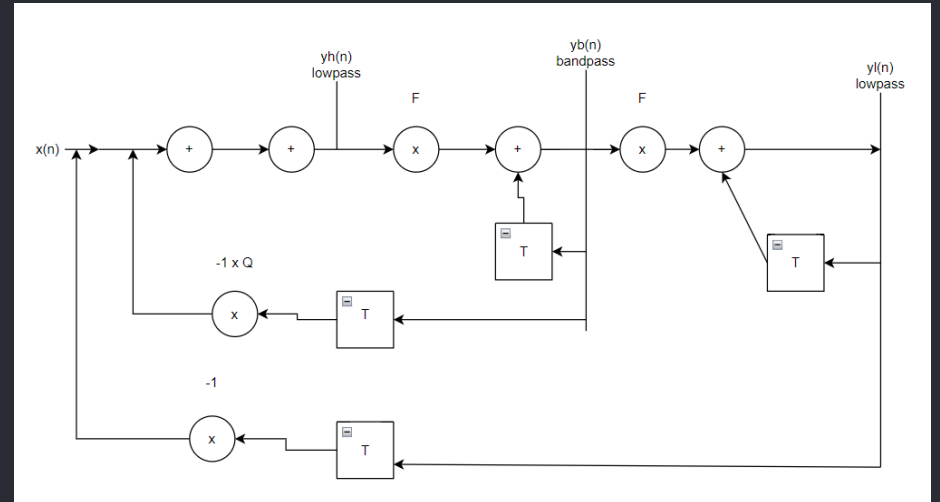 yh(n)
lowpass
yb(n)
bandpass
yl(n)
lowpass
F
F
x(n)
+
+
x
+
x
+
T
T
-1 x Q
x
T
-1
x
T